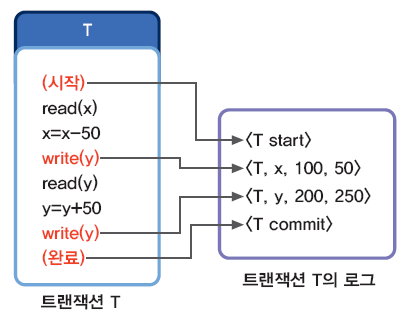 T
(시작)
read(x)
x=x-50
write(y)
read(y)
y=y+50
write(y)
(완료)
트랜잭션 T
〈T start〉
〈T, x, 100, 50〉
〈T, y, 200, 250〉
〈T commit〉
트랜잭션 T의 로그